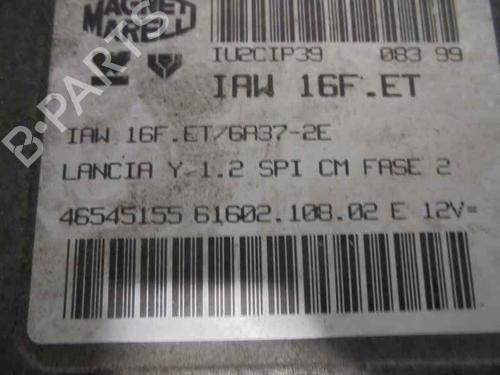 MAGNET
MARELLI
IU2CIP39 083 99
IAW 16F.ET
IAW 16F.ET/6A37-2E
LANCIA Y 1.2 SPI CM FASE 2
46545155 61602.108.02 E 12V=
B-PARTS